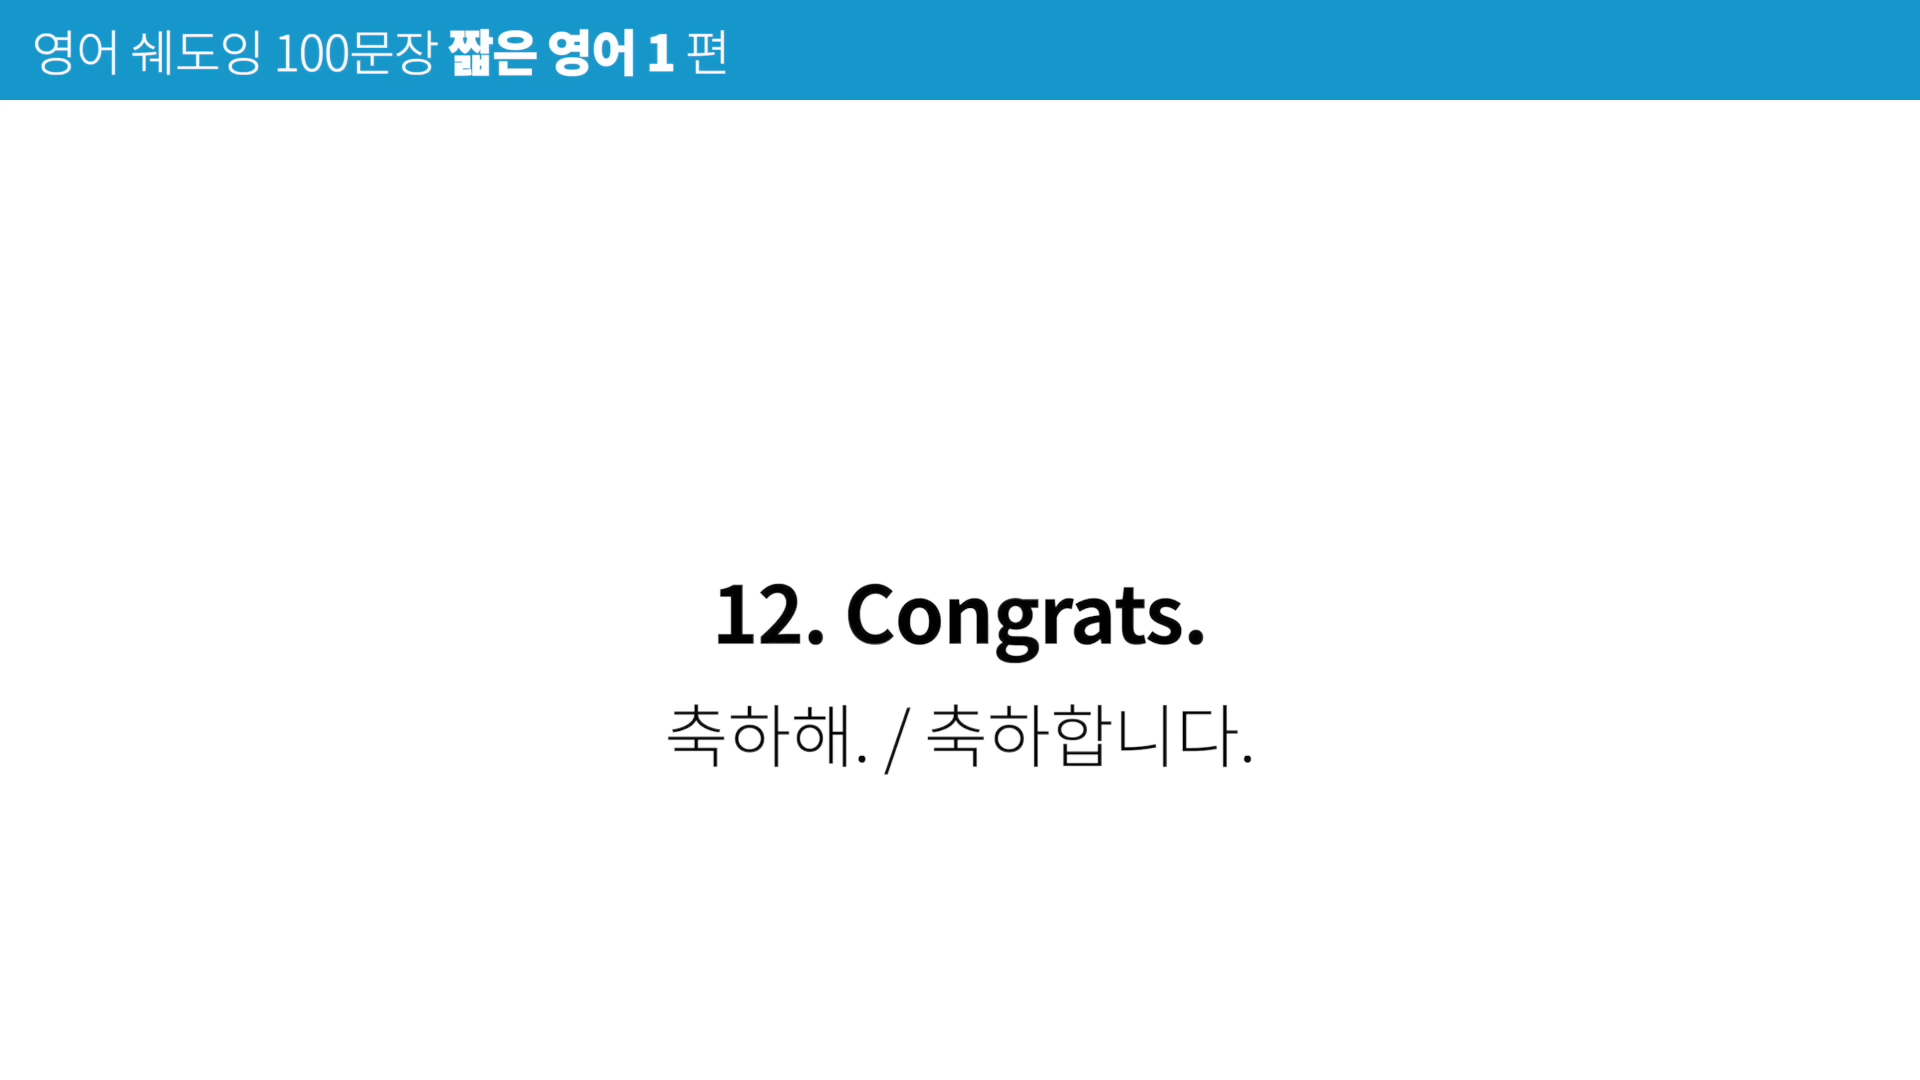 영어 쉐도잉 100문장 짧은 영어 1 편
12. Congrats.
축하해. / 축하합니다.